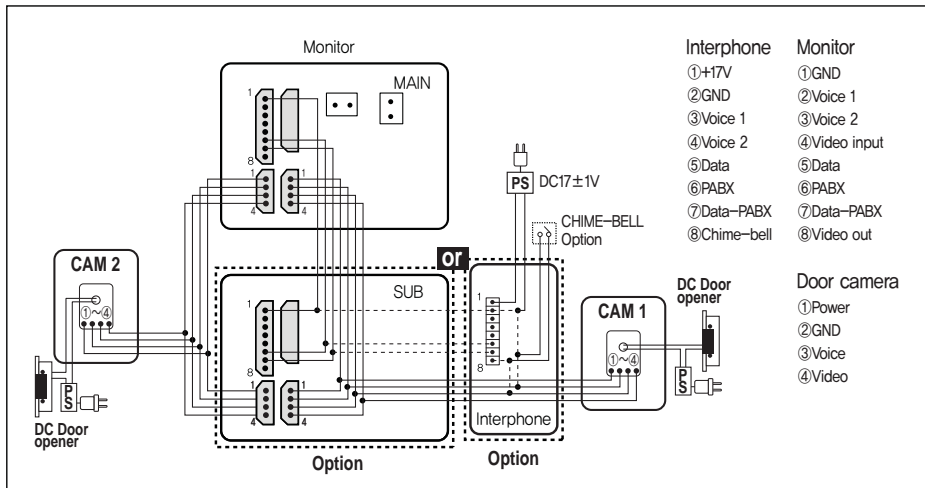 Monitor
MAIN
1
8
1
4
1
4
PS DC17±1V
CHIME-BELL
Option
or
SUB
1
8
1
4
1
4
Option
1
8
Interphone
Option
CAM 2
①~④
PS
DC Door
opener
CAM 1
①~④
DC Door
opener
PS
Interphone
①+17V
②GND
③Voice 1
④Voice 2
⑤Data
⑥PABX
⑦Data-PABX
⑧Chime-bell
Monitor
①GND
②Voice 1
③Voice 2
④Video input
⑤Data
⑥PABX
⑦Data-PABX
⑧Video out
Door camera
①Power
②GND
③Voice
④Video